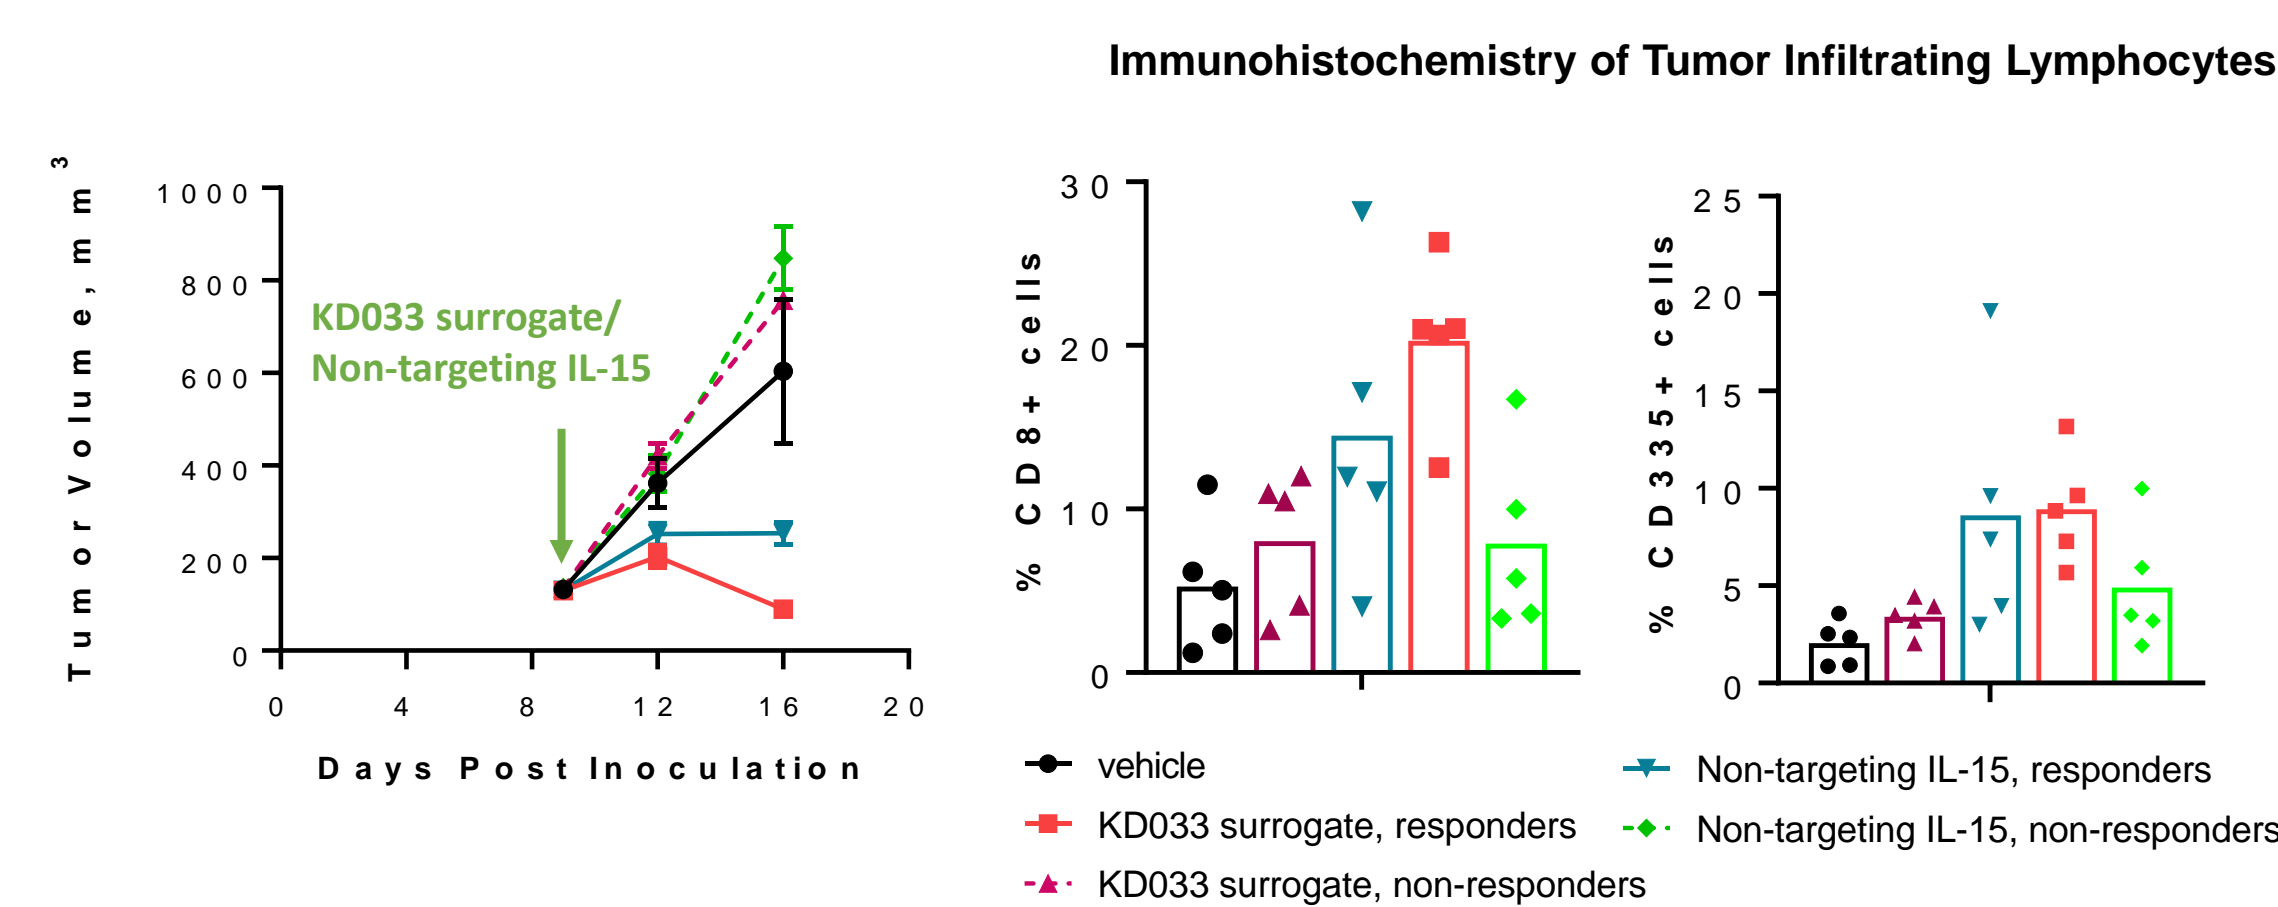 Immunohistochemistry of Tumor Infiltrating Lymphocytes
Tumor Volume, mm3
1000
800
600
400
200
0
KD033 surrogate/
Non-targeting IL-15
0 4 8 12 16 20
Days Post Inoculation
% CD8+ cells
30
20
10
0
% CD335+ cells
25
20
15
10
5
0
vehicle
KD033 surrogate, responders
KD033 surrogate, non-responders
Non-targeting IL-15, responders
Non-targeting IL-15, non-responders